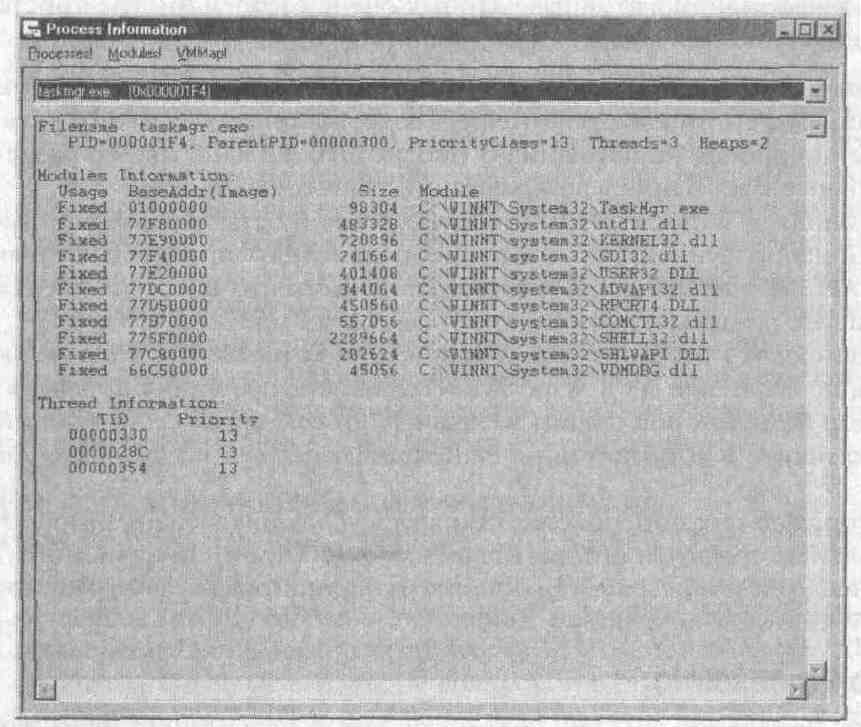 Process Information
Processes! Modules! VMMap!
taskmgr.exe (0x000001F4)
Filename: taskmgr.exe
PID=000001F4, ParentPID=00000300, PriorityClass=13, Threads=3, Heaps=2
Modules Information:
Usage BaseAddr(Image) Size Module
Fixed 01000000 98304 C:\WINNT\System32\TaskMgr.exe
Fixed 77F80000 483328 C:\WINNT\System32\ntdll.dll
Fixed 77E90000 720896 C:\WINNT\system32\KERNEL32.dll
Fixed 77F40000 241664 C:\WINNT\system32\GDI32.dll
Fixed 77E20000 401408 C:\WINNT\system32\USER32.DLL
Fixed 77DC0000 344064 C:\WINNT\system32\ADVAPI32.dll
Fixed 77D50000 450560 C:\WINNT\system32\RPCRT4.DLL
Fixed 77B70000 557056 C:\WINNT\system32\COMCTL32.dll
Fixed 775F0000 2289664 C:\WINNT\system32\SHELL32.dll
Fixed 77C80000 282624 C:\WINNT\system32\SHLWAPI.DLL
Fixed 66C50000 45056 C:\WINNT\System32\VDMDBG.dll
Thread Information:
TID Priority
00000330 13
0000028C 13
00000354 13